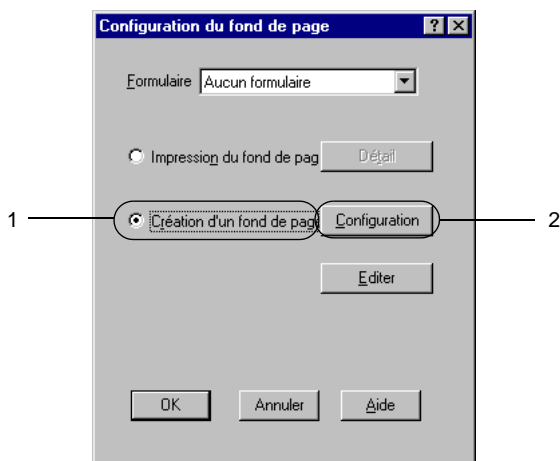 Configuration du fond de page
Formulaire Aucun formulaire
Impression du fond de pag Détail
1 Création d'un fond de page Configuration 2
Editer
OK Annuler Aide